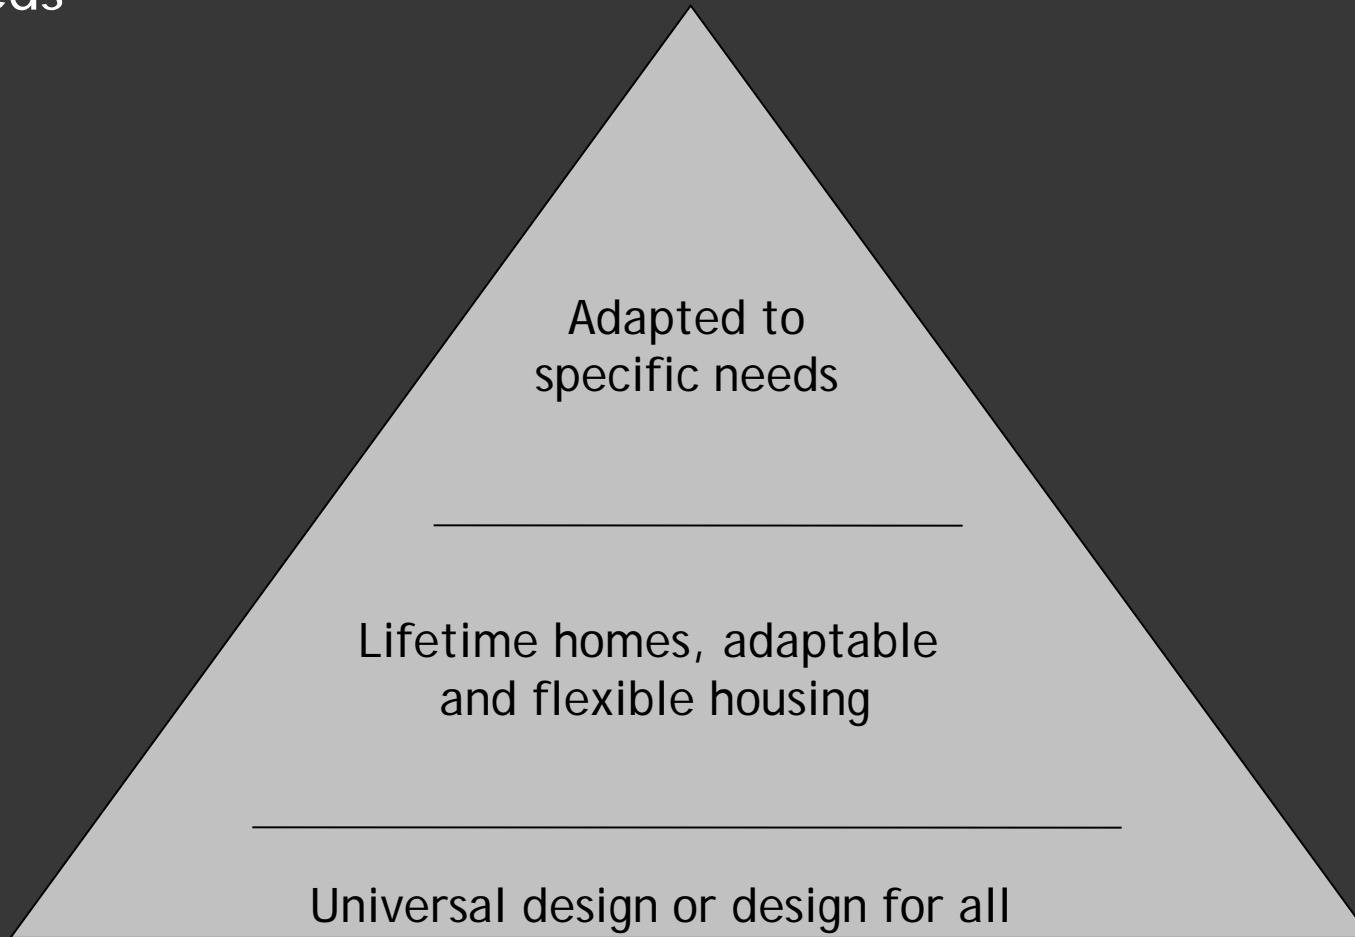 Adapted to
specific needs
Lifetime homes, adaptable
and flexible housing
Universal design or design for all